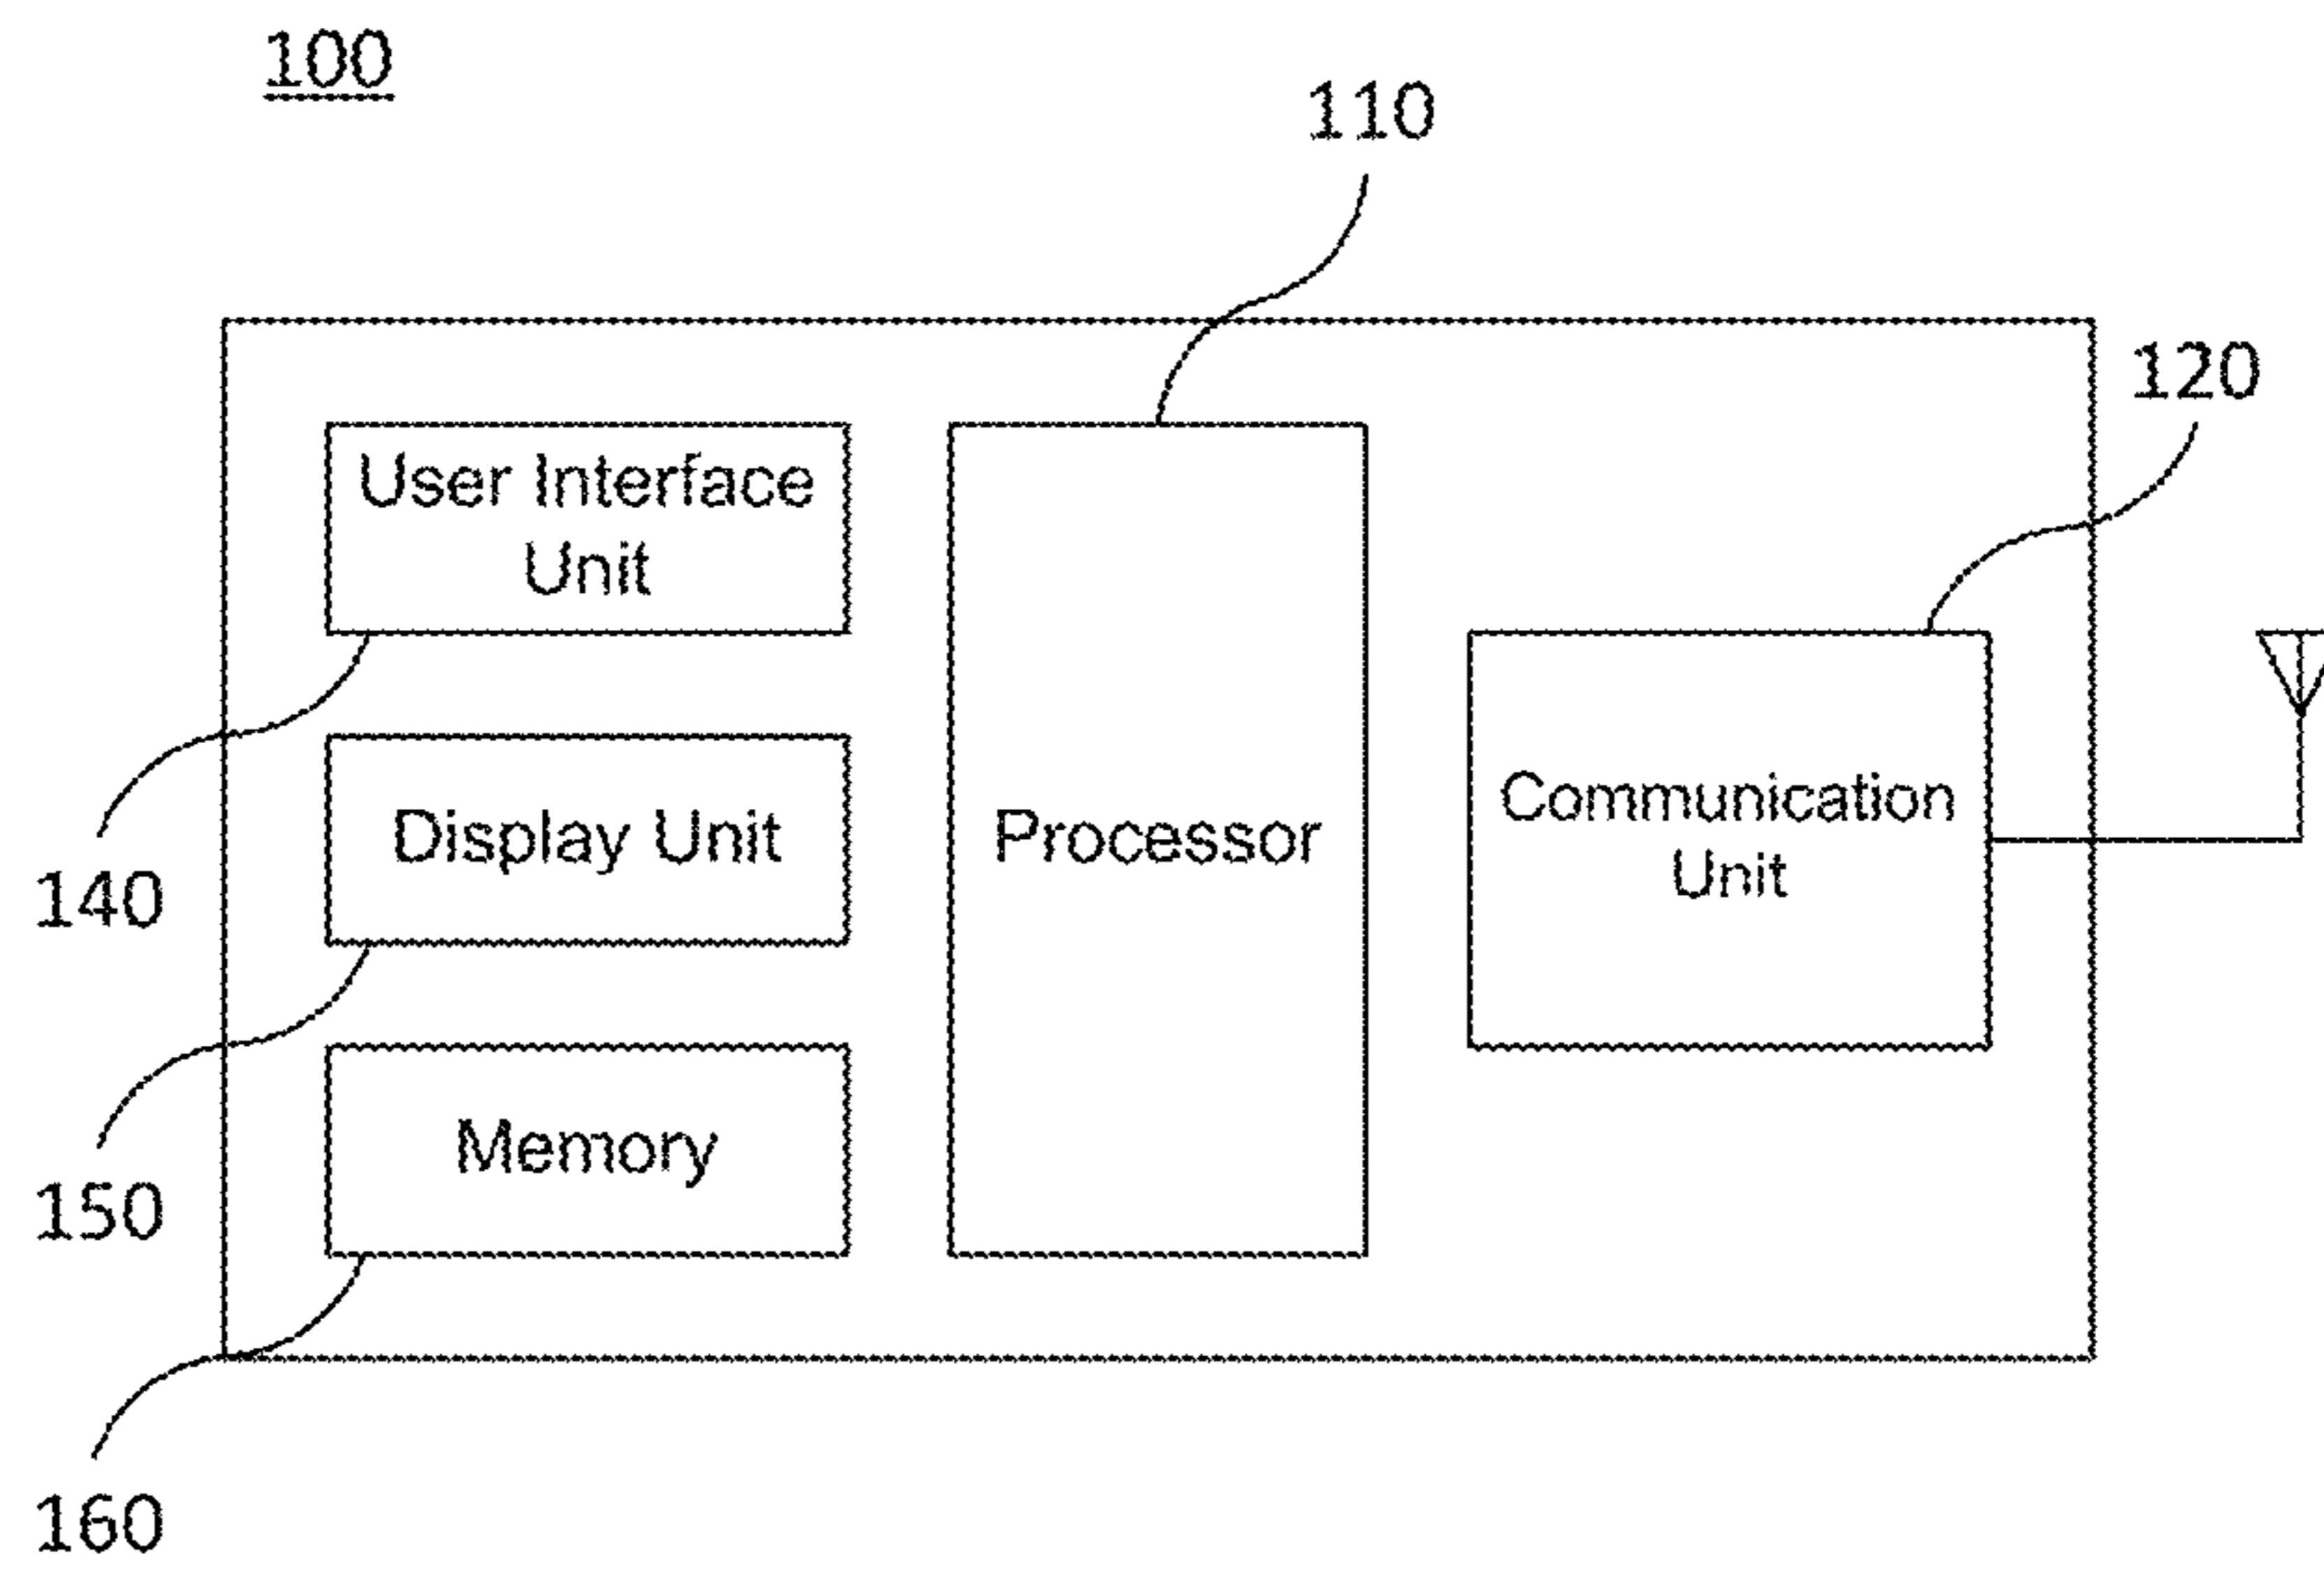 100
110
120
User Interface
Unit
Display Unit
Processor
Communication
Unit
140
Memory
150
160